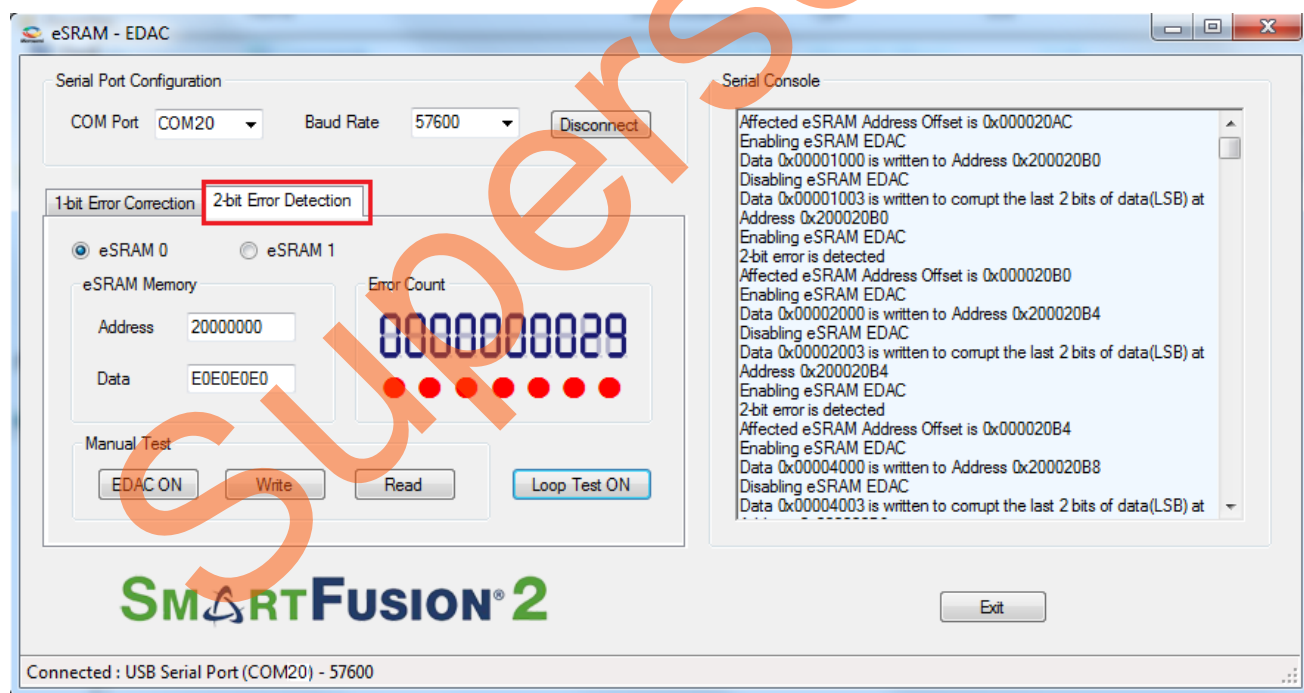 eSRAM - EDAC
Serial Port Configuration
COM Port COM20 Baud Rate 57600 Disconnect
1-bit Error Correction 2-bit Error Detection
eSRAM 0 eSRAM 1
eSRAM Memory
Address 20000000
Data E0E0E0E0
Error Count
0000000029
Manual Test
EDAC ON Write Read Loop Test ON
Serial Console
Affected eSRAM Address Offset is 0x000020AC
Enabling eSRAM EDAC
Data 0x00001000 is written to Address 0x200020B0
Disabling eSRAM EDAC
Data 0x00001003 is written to corrupt the last 2 bits of data(LSB) at
Address 0x200020B0
Enabling eSRAM EDAC
2-bit error is detected
Affected eSRAM Address Offset is 0x000020B0
Enabling eSRAM EDAC
Data 0x00002000 is written to Address 0x200020B4
Disabling eSRAM EDAC
Data 0x00002003 is written to corrupt the last 2 bits of data(LSB) at
Address 0x200020B4
Enabling eSRAM EDAC
2-bit error is detected
Affected eSRAM Address Offset is 0x000020B4
Enabling eSRAM EDAC
Data 0x00004000 is written to Address 0x200020B8
Disabling eSRAM EDAC
Data 0x00004003 is written to corrupt the last 2 bits of data(LSB) at
SMARTFUSION® 2
Exit
Connected : USB Serial Port (COM20) - 57600
Superse